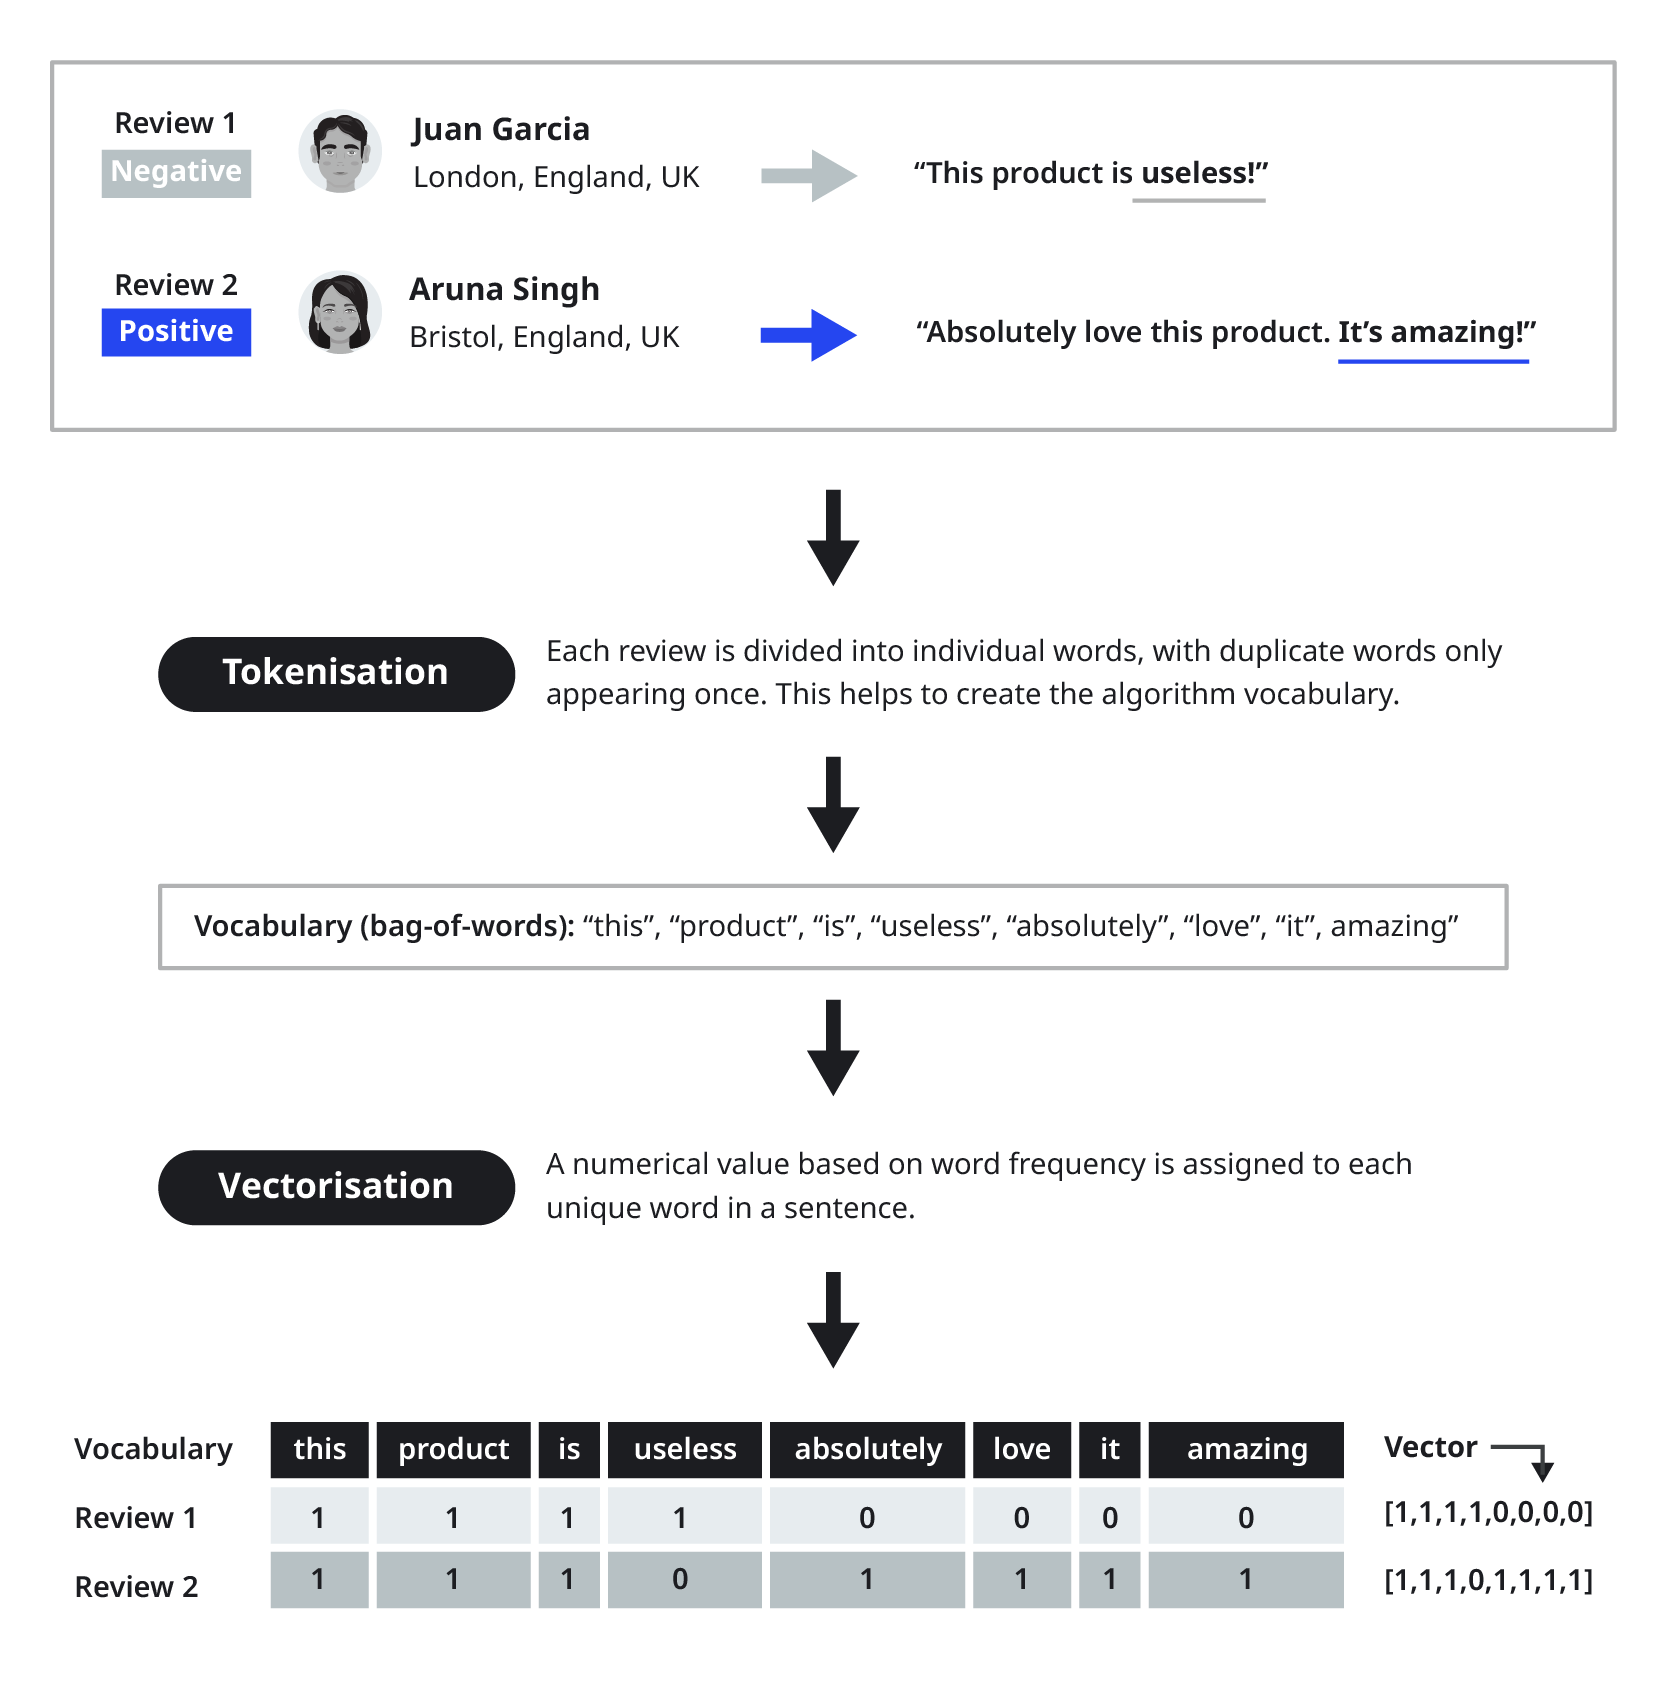 Review 1
Negative
Juan Garcia
London, England, UK
“This product is useless!”
Review 2
Positive
Aruna Singh
Bristol, England, UK
“Absolutely love this product. It’s amazing!”
Tokenisation
Each review is divided into individual words, with duplicate words only
appearing once. This helps to create the algorithm vocabulary.
Vocabulary (bag-of-words): “this”, “product”, “is”, “useless”, “absolutely”, “love”, “it”, amazing”
Vectorisation
A numerical value based on word frequency is assigned to each
unique word in a sentence.
Vocabulary this product is useless absolutely love it amazing Vector
Review 1 1 1 1 1 0 0 0 0 [1,1,1,1,0,0,0,0]
Review 2 1 1 1 0 1 1 1 1 [1,1,1,0,1,1,1,1]